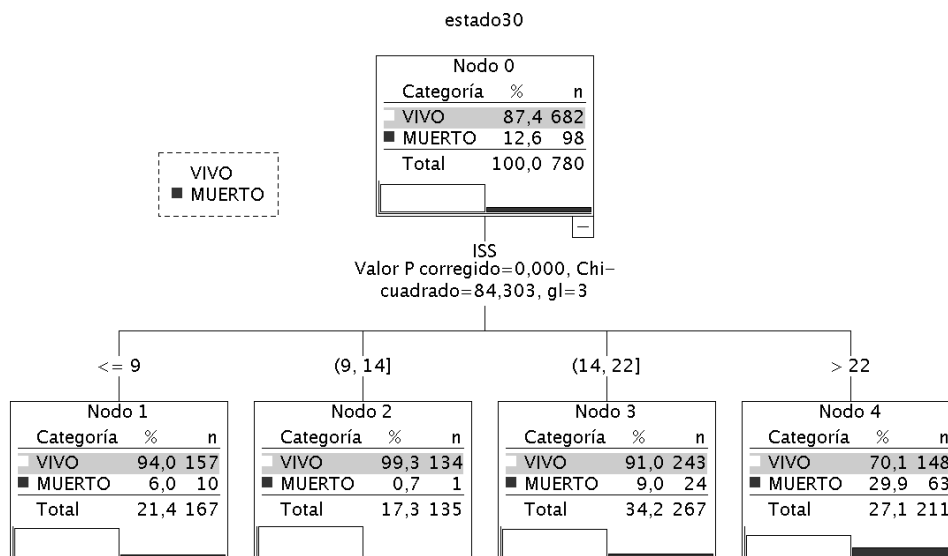 estado30
Nodo 0
Categoría % n
VIVO 87,4 682
MUERTO 12,6 98
Total 100,0 780
VIVO
MUERTO
ISS
Valor P corregido=0,000, Chi-
cuadrado=84,303, gl=3
<= 9
(9, 14]
(14, 22]
> 22
Nodo 1
Categoría % n
VIVO 94,0 157
MUERTO 6,0 10
Total 21,4 167
Nodo 2
Categoría % n
VIVO 99,3 134
MUERTO 0,7 1
Total 17,3 135
Nodo 3
Categoría % n
VIVO 91,0 243
MUERTO 9,0 24
Total 34,2 267
Nodo 4
Categoría % n
VIVO 70,1 148
MUERTO 29,9 63
Total 27,1 211